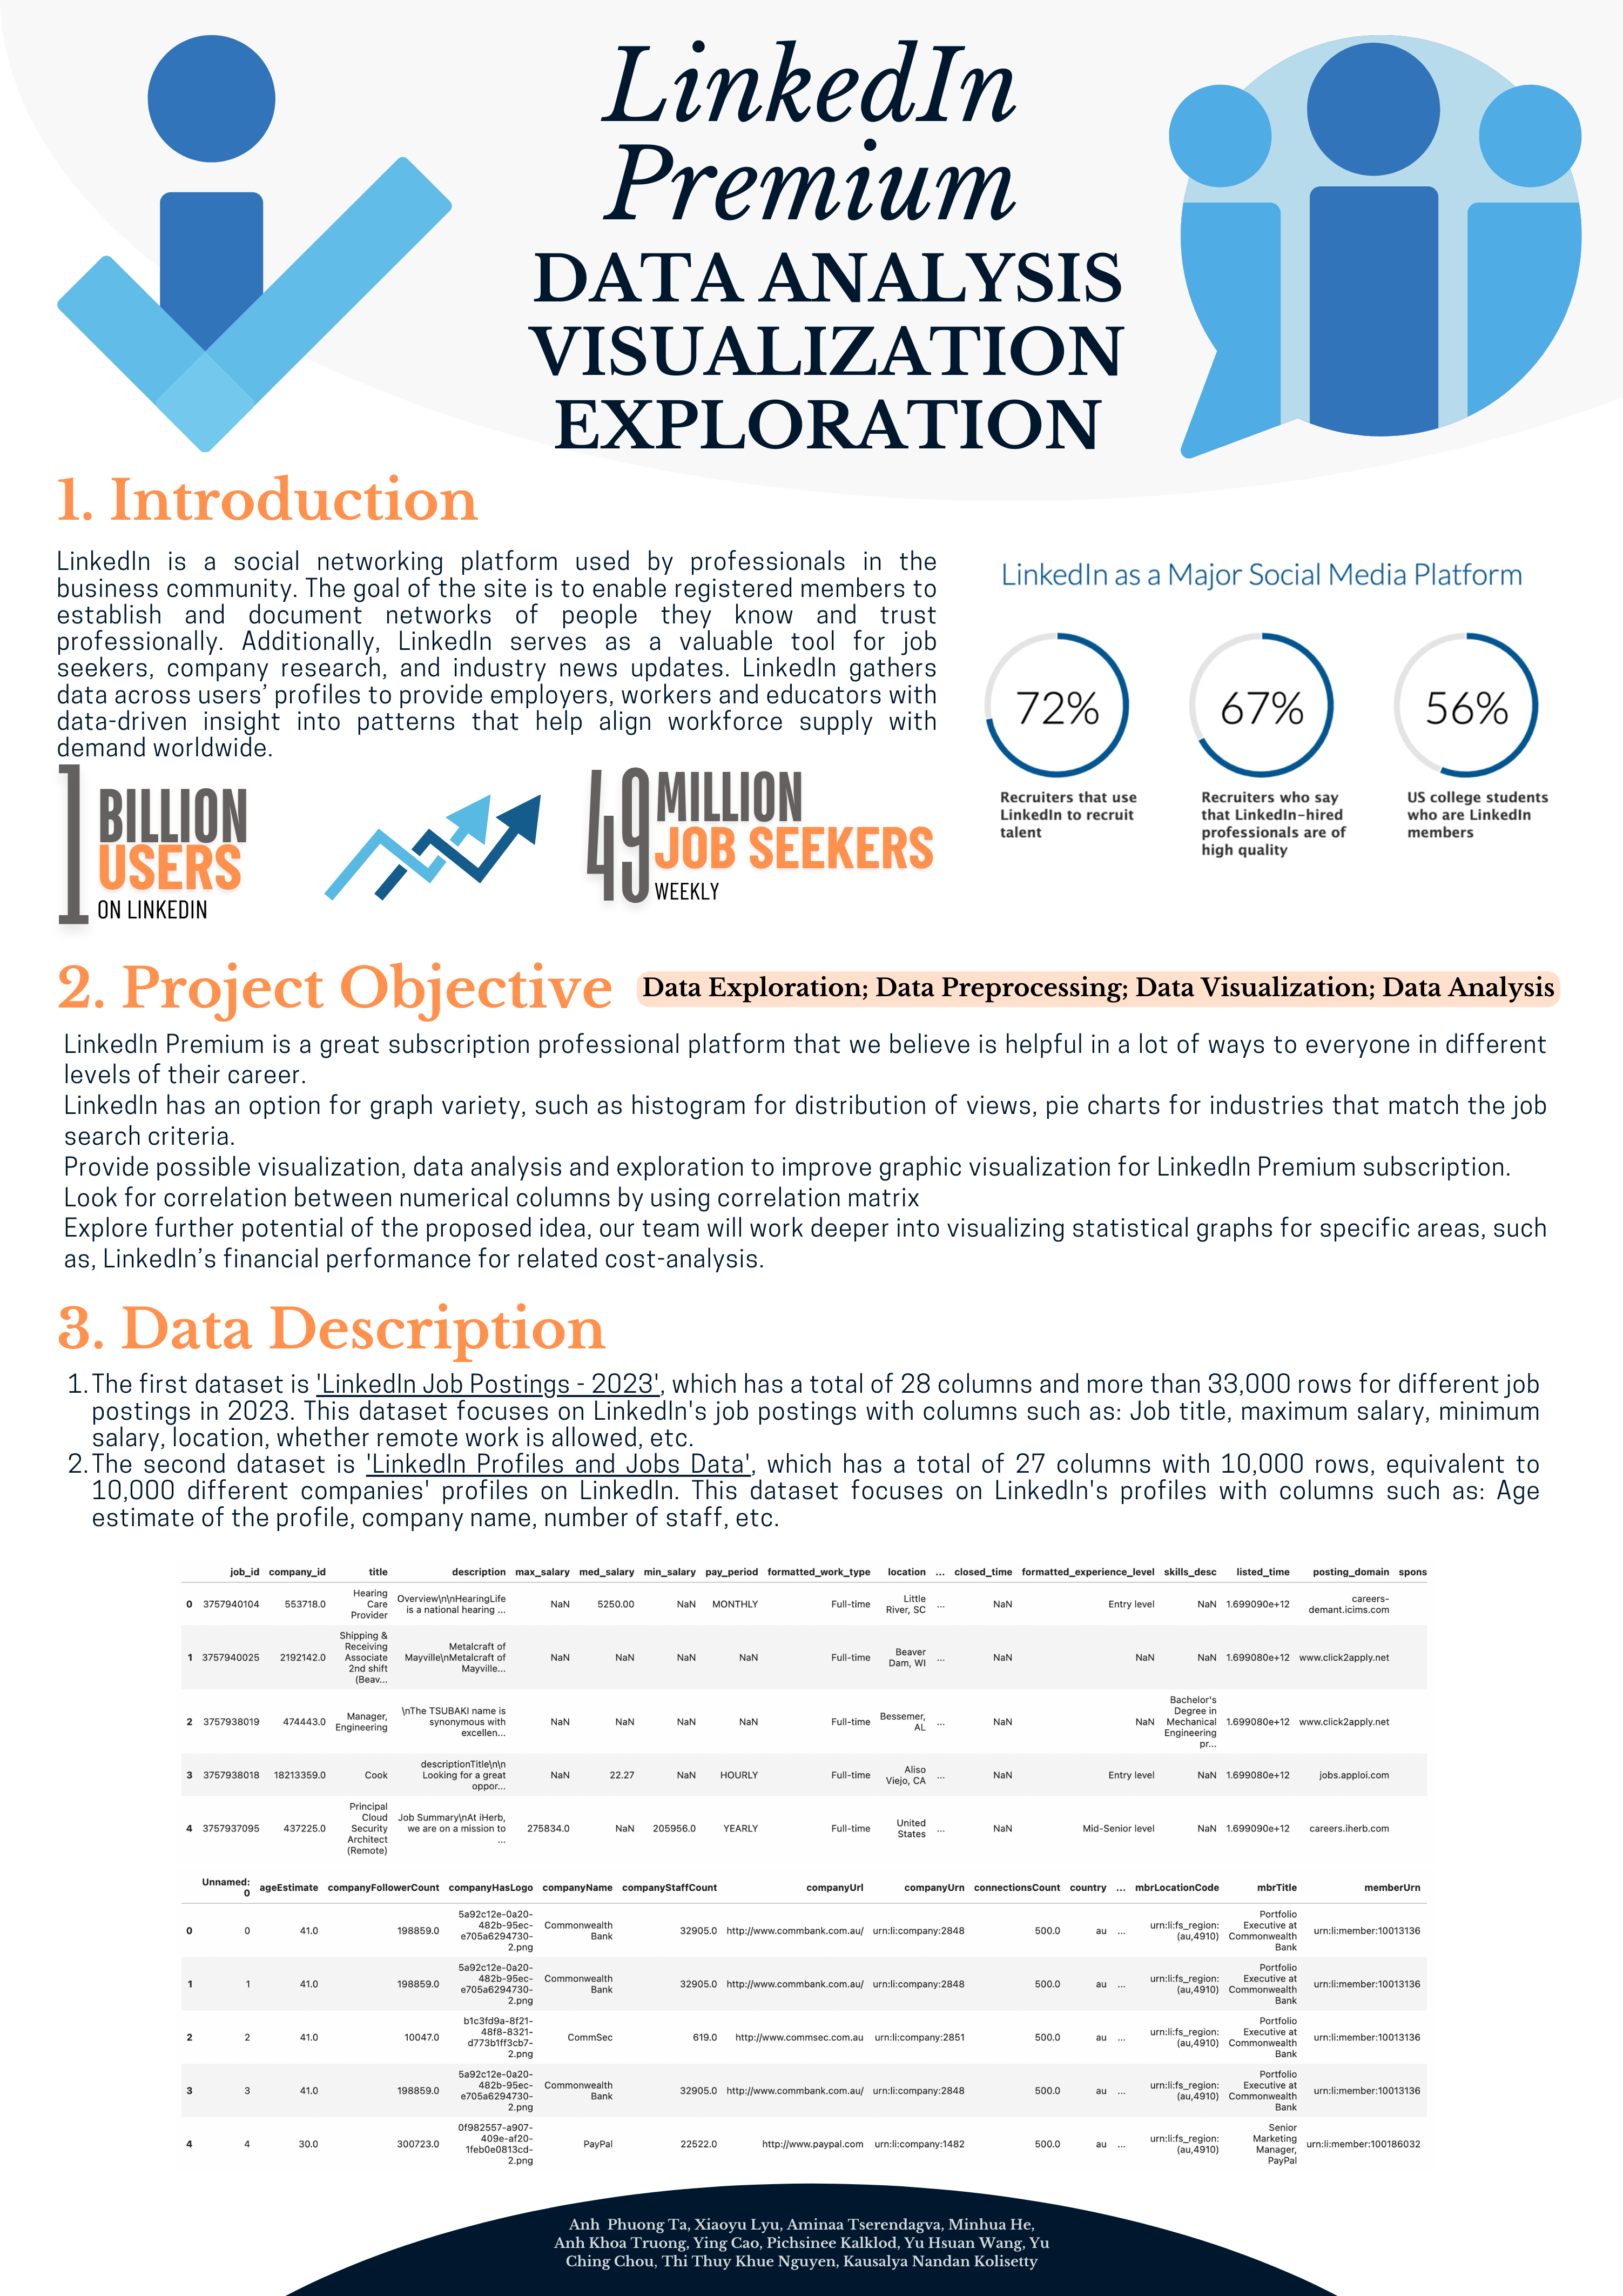 LinkedIn
Premium
DATA ANALYSIS
VISUALIZATION
EXPLORATION
1. Introduction
LinkedIn is a social networking platform used by professionals in the
business community. The goal of the site is to enable registered members to
establish and document networks of people they know and trust
professionally. Additionally, LinkedIn serves as a valuable tool for job
seekers, company research, and industry news updates. LinkedIn gathers
data across users’ profiles to provide employers, workers and educators with
data-driven insight into patterns that help align workforce supply with
demand worldwide.
1 BILLION
USERS
ON LINKEDIN
49 MILLION
JOB SEEKERS
WEEKLY
LinkedIn as a Major Social Media Platform
72% 67% 56%
Recruiters that use
LinkedIn to recruit
talent
Recruiters who say
that LinkedIn-hired
professionals are of
high quality
US college students
who are LinkedIn
members
2. Project Objective
Data Exploration; Data Preprocessing; Data Visualization; Data Analysis
LinkedIn Premium is a great subscription professional platform that we believe is helpful in a lot of ways to everyone in different
levels of their career.
LinkedIn has an option for graph variety, such as histogram for distribution of views, pie charts for industries that match the job
search criteria.
Provide possible visualization, data analysis and exploration to improve graphic visualization for LinkedIn Premium subscription.
Look for correlation between numerical columns by using correlation matrix
Explore further potential of the proposed idea, our team will work deeper into visualizing statistical graphs for specific areas, such
as, LinkedIn’s financial performance for related cost-analysis.
3. Data Description
1. The first dataset is 'LinkedIn Job Postings - 2023', which has a total of 28 columns and more than 33,000 rows for different job
postings in 2023. This dataset focuses on LinkedIn's job postings with columns such as: Job title, maximum salary, minimum
salary, location, whether remote work is allowed, etc.
2. The second dataset is 'LinkedIn Profiles and Jobs Data', which has a total of 27 columns with 10,000 rows, equivalent to
10,000 different companies' profiles on LinkedIn. This dataset focuses on LinkedIn's profiles with columns such as: Age
estimate of the profile, company name, number of staff, etc.
job_id company_id title description max_salary med_salary min_salary pay_period formatted_work_type location ... closed_time formatted_experience_level skills_desc listed_time posting_domain spons
0 3757940104 553718.0 Hearing Care Provider Overview\n\nHearingLife is a national hearing ... NaN 5250.00 NaN MONTHLY Full-time Little River, SC ... NaN Entry level NaN 1.699090e+12 careers-demant.icims.com
1 3757940025 2192142.0 Shipping & Receiving Associate 2nd shift (Beav... Metalcraft of Mayville\nMetalcraft of Mayville... NaN NaN NaN NaN Full-time Beaver Dam, WI ... NaN NaN NaN 1.699080e+12 www.click2apply.net
2 3757938019 474443.0 Manager, Engineering \nThe TSUBAKI name is synonymous with excellen... NaN NaN NaN NaN Full-time Bessemer, AL ... NaN NaN Bachelor's Degree in Mechanical Engineering pr... 1.699080e+12 www.click2apply.net
3 3757938018 18213359.0 Cook descriptionTitle\n\n Looking for a great oppor... NaN 22.27 NaN HOURLY Full-time Aliso Viejo, CA ... NaN Entry level NaN 1.699080e+12 jobs.apploi.com
4 3757937095 437225.0 Principal Cloud Security Architect (Remote) Job Summary\nAt iHerb, we are on a mission to ... 275834.0 NaN 205956.0 YEARLY Full-time United States ... NaN Mid-Senior level NaN 1.699090e+12 careers.iherb.com
Unnamed: 0 ageEstimate companyFollowerCount companyHasLogo companyName companyStaffCount companyUrl companyUrn connectionsCount country ... mbrLocationCode mbrTitle memberUrn
0 0 41.0 198859.0 5a92c12e-0a20-482b-95ec-e705a6294730-2.png Commonwealth Bank 32905.0 http://www.commbank.com.au/ urn:li:company:2848 500.0 au ... urn:li:fs_region:(au,4910) Portfolio Executive at Commonwealth Bank urn:li:member:10013136
1 1 41.0 198859.0 5a92c12e-0a20-482b-95ec-e705a6294730-2.png Commonwealth Bank 32905.0 http://www.commbank.com.au/ urn:li:company:2848 500.0 au ... urn:li:fs_region:(au,4910) Portfolio Executive at Commonwealth Bank urn:li:member:10013136
2 2 41.0 10047.0 b1c3fd9a-8f21-48f8-8321-d773b1ff3cb7-2.png CommSec 619.0 http://www.commsec.com.au urn:li:company:2851 500.0 au ... urn:li:fs_region:(au,4910) Portfolio Executive at Commonwealth Bank urn:li:member:10013136
3 3 41.0 198859.0 5a92c12e-0a20-482b-95ec-e705a6294730-2.png Commonwealth Bank 32905.0 http://www.commbank.com.au/ urn:li:company:2848 500.0 au ... urn:li:fs_region:(au,4910) Portfolio Executive at Commonwealth Bank urn:li:member:10013136
4 4 30.0 300723.0 0f982557-a907-409e-af20-1feb0e0813cd-2.png PayPal 22522.0 http://www.paypal.com urn:li:company:1482 500.0 au ... urn:li:fs_region:(au,4910) Senior Marketing Manager, PayPal urn:li:member:100186032
Anh Phuong Ta, Xiaoyu Lyu, Aminaa Tserendagva, Minhua He,
Anh Khoa Truong, Ying Cao, Pichsinee Kalklod, Yu Hsuan Wang, Yu
Ching Chou, Thi Thuy Khue Nguyen, Kausalya Nandan Kolisetty